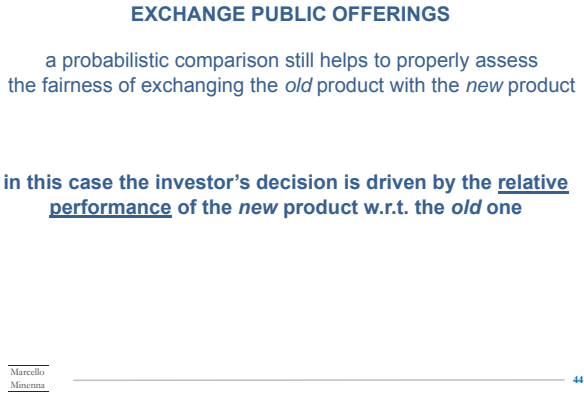 EXCHANGE PUBLIC OFFERINGS
a probabilistic comparison still helps to properly assess
the fairness of exchanging the old product with the new product
in this case the investor's decision is driven by the relative
performance of the new product w.r.t. the old one
Marcello
Minenna
44